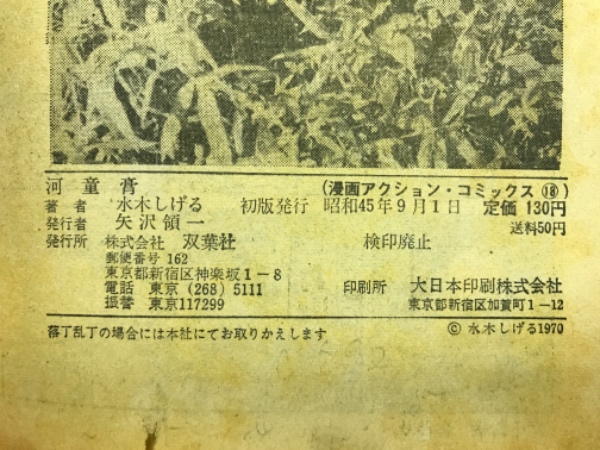 河童膏 (漫画アクション・コミックス⑱)
著者 水木しげる 初版発行 昭和45年9月1日 定価 130円
送料50円
発行者 矢沢領一
発行所 株式会社 双葉社 検印廃止
郵便番号 162
東京都新宿区神楽坂1－8
電話 東京(268)5111
振替 東京117299
印刷所 大日本印刷株式会社
東京都新宿区加賀町1－12
落丁乱丁の場合には本社にてお取りかえします
© 水木しげる1970